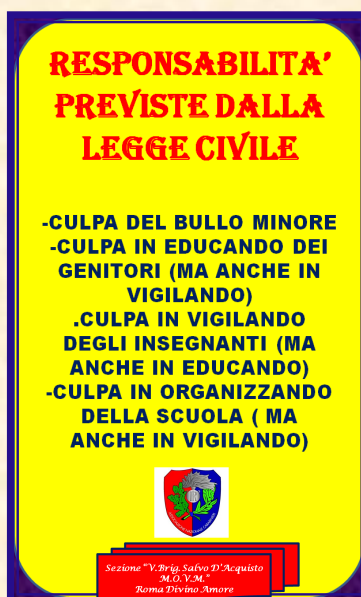 RESPONSABILITA'
PREVISTE DALLA
LEGGE CIVILE
-CULPA DEL BULLO MINORE
-CULPA IN EDUCANDO DEI
GENITORI (MA ANCHE IN
VIGILANDO)
.CULPA IN VIGILANDO
DEGLI INSEGNANTI (MA
ANCHE IN EDUCANDO)
-CULPA IN ORGANIZZANDO
DELLA SCUOLA ( MA
ANCHE IN VIGILANDO)
Sezione "V.Brig. Salvo D'Acquisto
M.O.V.M."
Roma Divino Amore